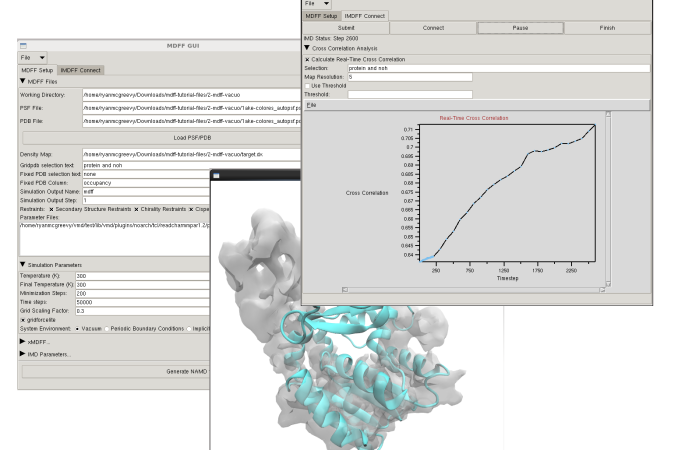 File
MDFF Setup IMDFF Connect
Submit Connect Pause Finish
IMD Status: Step 2600
Cross Correlation Analysis
Calculate Real-Time Cross Correlation
Selection: protein and noh
Map Resolution: 5
Use Threshold
Threshold:
File
Real-Time Cross Correlation
0.71
0.7
0.695
0.69
0.685
0.68
0.675
0.67
0.665
0.66
0.655
0.65
0.645
0.64
Cross Correlation
250 750 1250 1750 2250
Timestep
MDFF GUI
File
MDFF Setup IMDFF Connect
MDFF Files
Working Directory: /home/ryanmcgreevy/Downloads/mdff-tutorial-files/2-mdff-vacuo
PSF File: /home/ryanmcgreevy/Downloads/mdff-tutorial-files/2-mdff-vacuo/1ake-colores_autopsf.ps
PDB File: /home/ryanmcgreevy/Downloads/mdff-tutorial-files/2-mdff-vacuo/1ake-colores_autopsf.pd
Load PSF/PDB
Density Map: /home/ryanmcgreevy/Downloads/mdff-tutorial-files/2-mdff-vacuo/target.dx
Gridpdb selection text: protein and noh
Fixed PDB selection text: none
Fixed PDB Column: occupancy
Simulation Output Name: mdff
Simulation Output Step: 1
Restraints: Secondary Structure Restraints Chirality Restraints Cispe
Parameter Files:
/home/ryanmcgreevy/vmd/test/lib/vmd/plugins/noarch/tcl/readcharmmpar1.2/p
Simulation Parameters
Temperature (K): 300
Final Temperature (K): 300
Minimization Steps: 200
Time steps: 50000
Grid Scaling Factor: 0.3
gridforcelite
System Environment: Vacuum Periodic Boundary Conditions Implicit
xMDFF...
IMD Parameters...
Generate NAMD